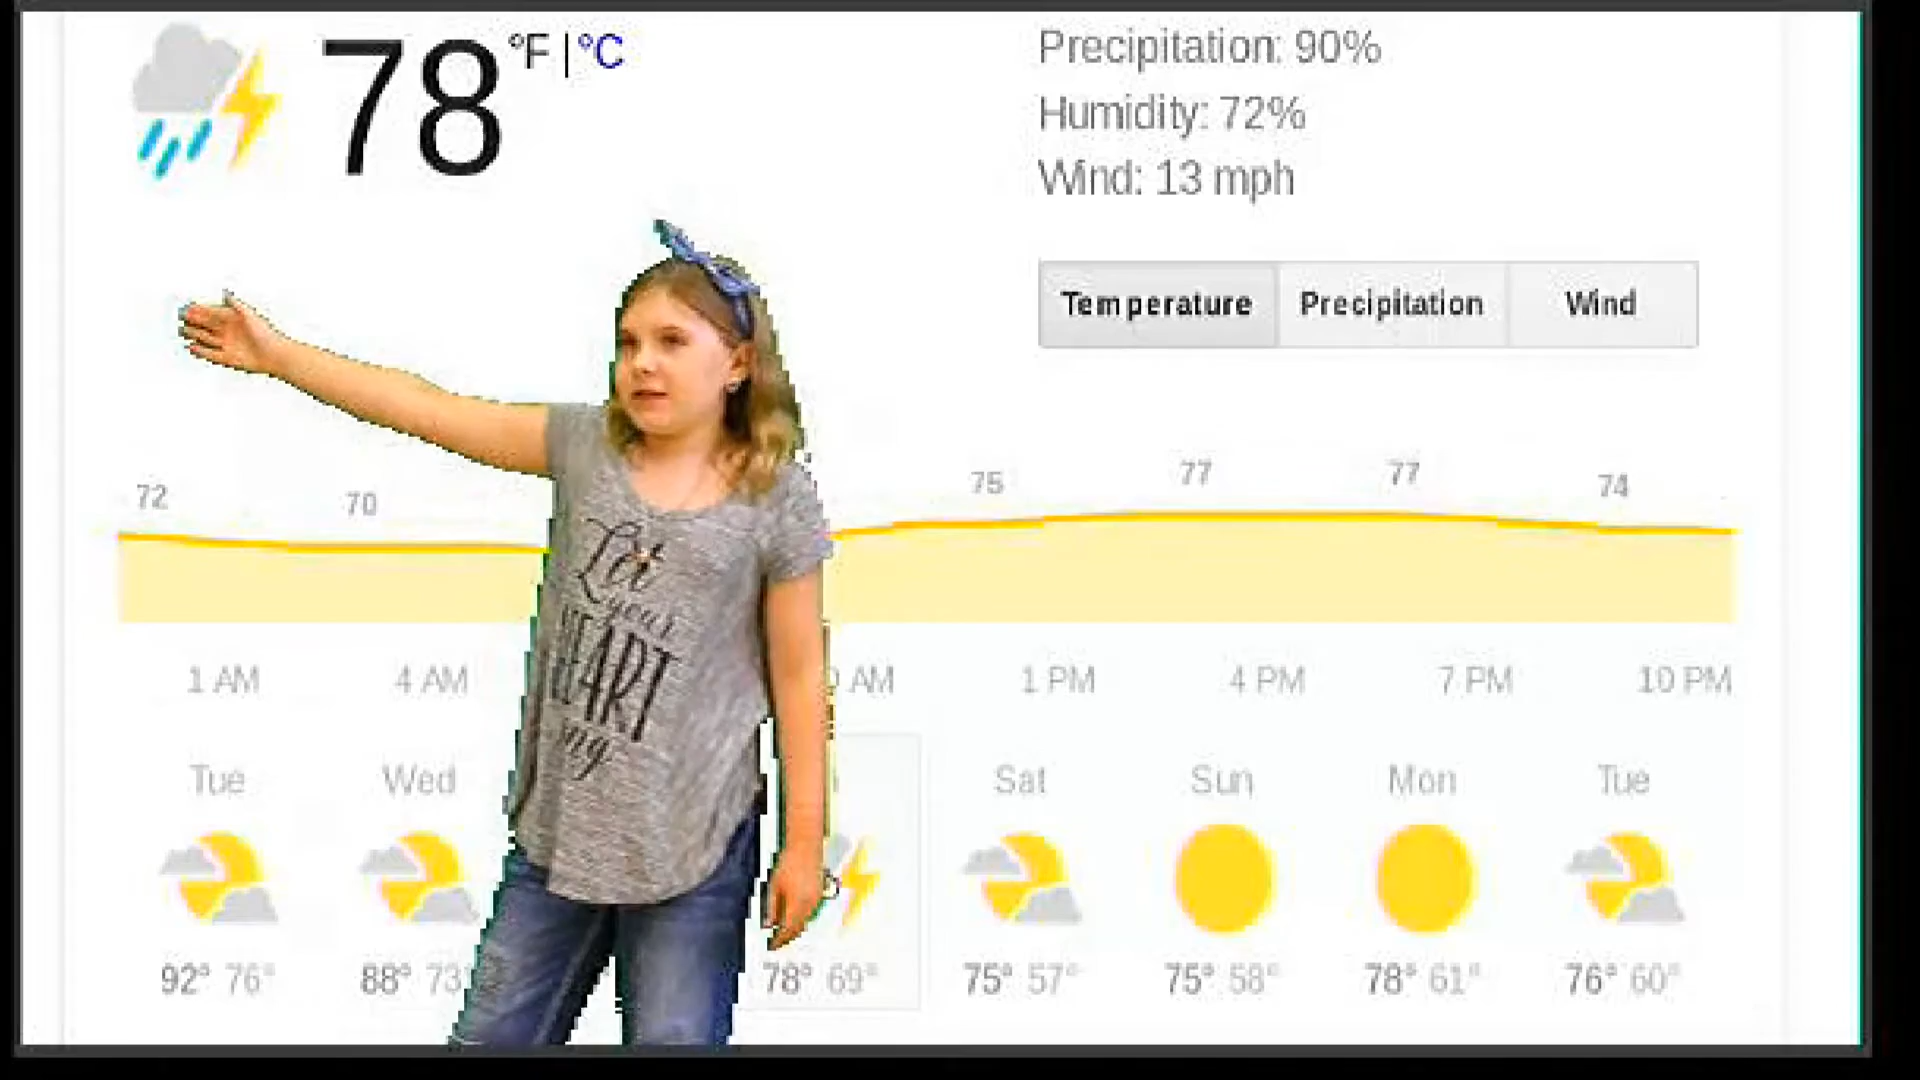 78 °F | °C
Precipitation: 90%
Humidity: 72%
Wind: 13 mph
Temperature Precipitation Wind
72 70 75 77 77 74
Let
your
HEART
1 AM 4 AM AM 1 PM 4 PM 7 PM 10 PM
Tue Wed Sat Sun Mon Tue
92° 76° 88° 73 78° 69° 75° 57° 75° 58° 78° 61° 76° 60°